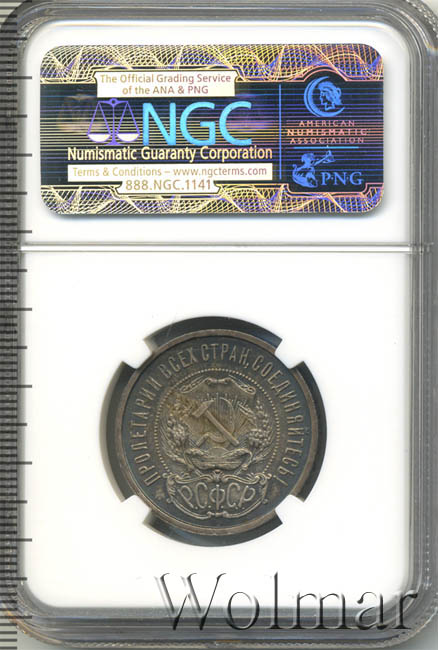 The Official Grading Service
of the ANA & PNG
NGC
Numismatic Guaranty Corporation
Terms & Conditions – www.ngcterms.com
888.NGC.1141
AMERICAN
NUMISMATIC
ASSOCIATION
PNG
ПРОЛЕТАРИИ ВСЕХ СТРАН, СОЕДИНЯЙТЕСЬ!
Р.С.Ф.С.Р.
Wolmar